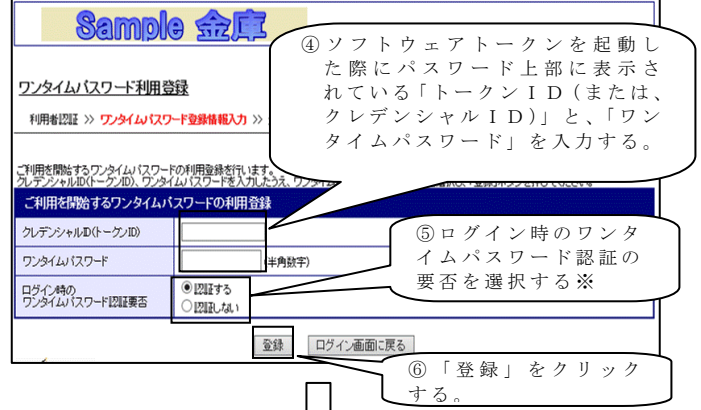 Sample 金庫
④ソフトウェアトークンを起動し
た際にパスワード上部に表示さ
れている「トークンＩＤ(または、
クレデンシャルＩＤ)」と、「ワン
タイムパスワード」を入力する。
ワンタイムパスワード利用登録
利用者認証 >> ワンタイムパスワード登録情報入力 >>
ご利用を開始するワンタイムパスワードの利用登録を行います。
クレデンシャルID(トークンID)、ワンタイムパスワードを入力したうえ、ワンタイム
ご利用を開始するワンタイムパスワードの利用登録
クレデンシャルID(トークンID)
ワンタイムパスワード
(半角数字)
⑤ログイン時のワンタ
イムパスワード認証の
要否を選択する※
ログイン時の
ワンタイムパスワード認証要否
認証する
認証しない
登録 ログイン画面に戻る
⑥「登録」をクリック
する。